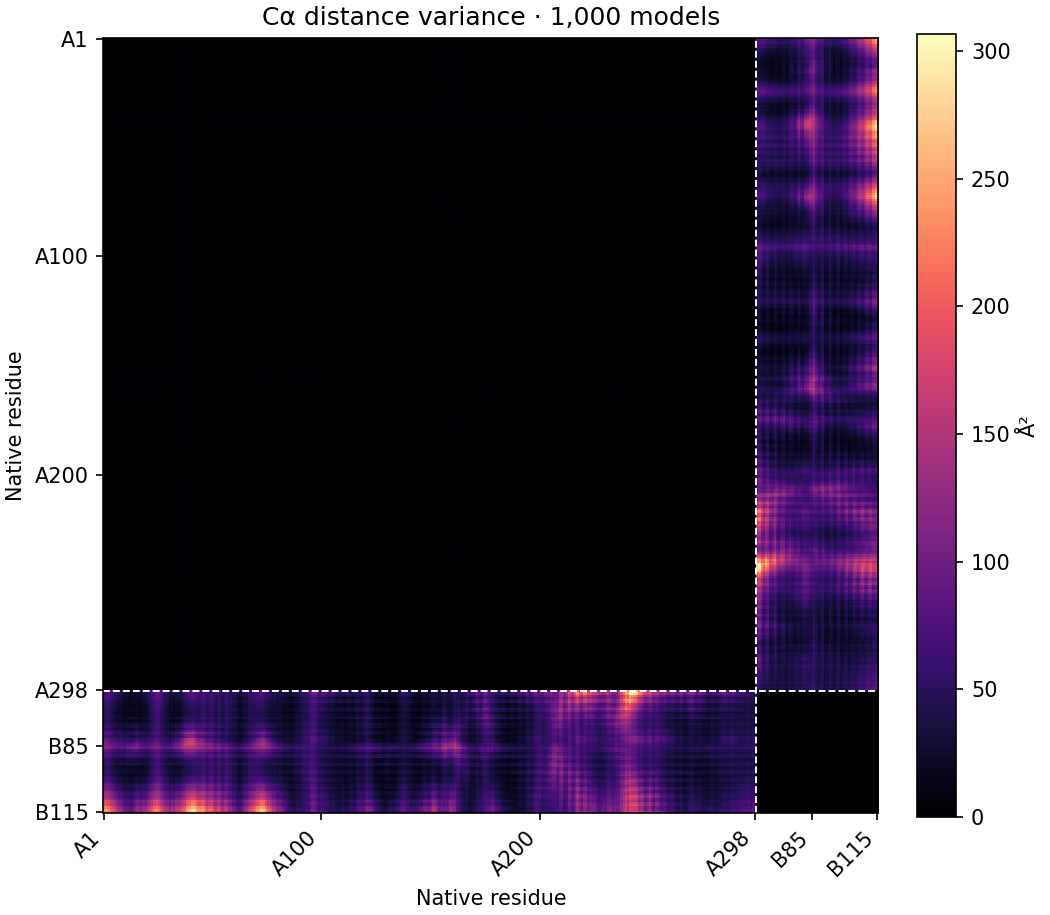 Cα distance variance · 1,000 models
A1
A100
A200
A298
B85
B115
Native residue
A1
A100
A200
A298
B85
B115
Native residue
300
250
200
150
100
50
0
Å²